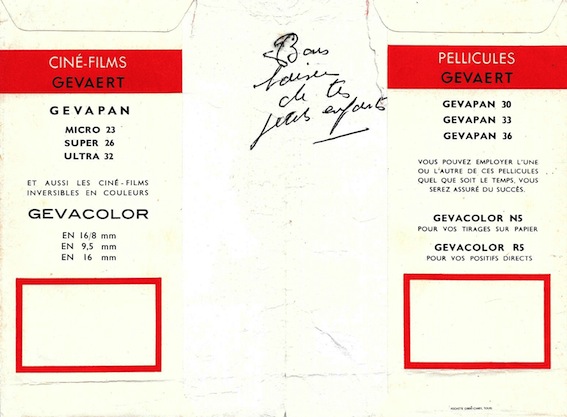 CINÉ-FILMS
GEVAERT
GEVAPAN
MICRO 23
SUPER 26
ULTRA 32
ET AUSSI LES CINÉ-FILMS
INVERSIBLES EN COULEURS
GEVACOLOR
EN 16/8 mm
EN 9,5 mm
EN 16 mm
Bons
baisers
de tes
petits enfants
PELLICULES
GEVAERT
GEVAPAN 30
GEVAPAN 33
GEVAPAN 36
VOUS POUVEZ EMPLOYER L'UNE
OU L'AUTRE DE CES PELLICULES
QUEL QUE SOIT LE TEMPS, VOUS
SEREZ ASSURÉ DU SUCCÈS.
GEVACOLOR N5
POUR VOS TIRAGES SUR PAPIER
GEVACOLOR R5
POUR VOS POSITIFS DIRECTS